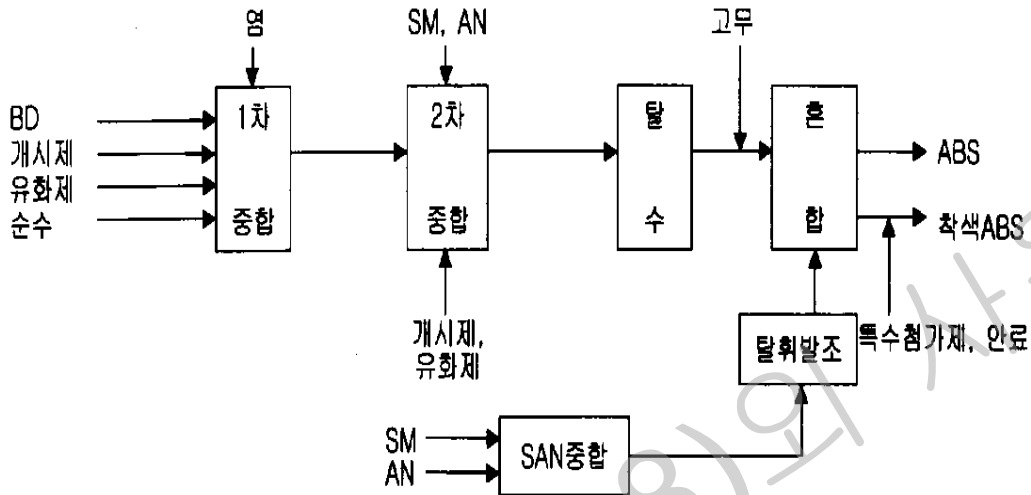 염
SM, AN
고무
BD
개시제
유화제
순수
1차
중합
2차
중합
탈
수
혼
합
ABS
착색ABS
개시제,
유화제
탈휘발조
특수첨가제, 안료
SM
AN
SAN중합